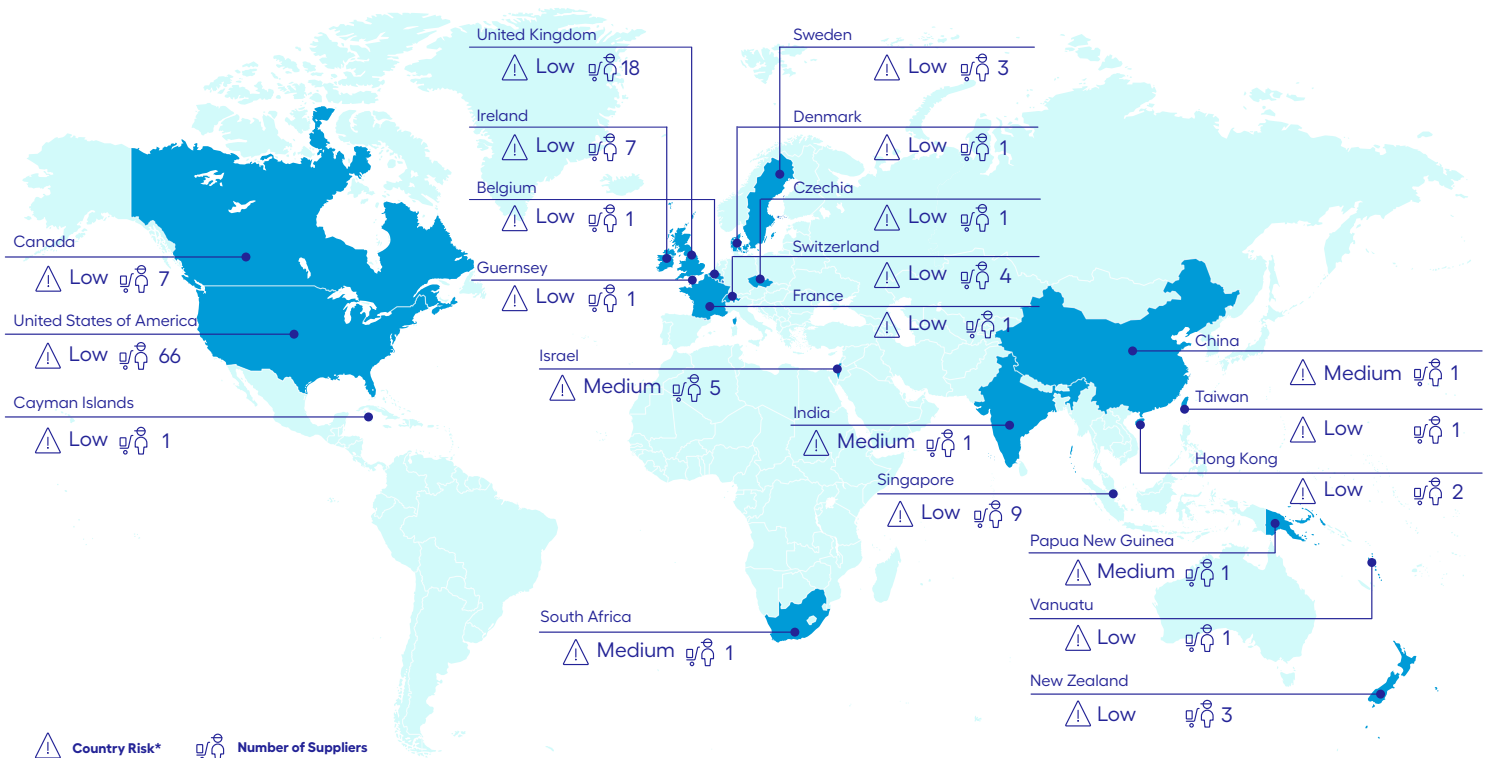 United Kingdom
Low 18
Sweden
Low 3
Ireland
Low 7
Denmark
Low 1
Belgium
Low 1
Czechia
Low 1
Canada
Low 7
Guernsey
Low 1
Switzerland
Low 4
France
Low 1
United States of America
Low 66
Israel
Medium 5
China
Medium 1
Cayman Islands
Low 1
India
Medium 1
Taiwan
Low 1
Hong Kong
Low 2
Singapore
Low 9
Papua New Guinea
Medium 1
Vanuatu
Low 1
South Africa
Medium 1
New Zealand
Low 3
Country Risk* Number of Suppliers